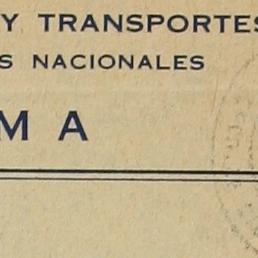 Y TRANSPORTES
S NACIONALES
M A